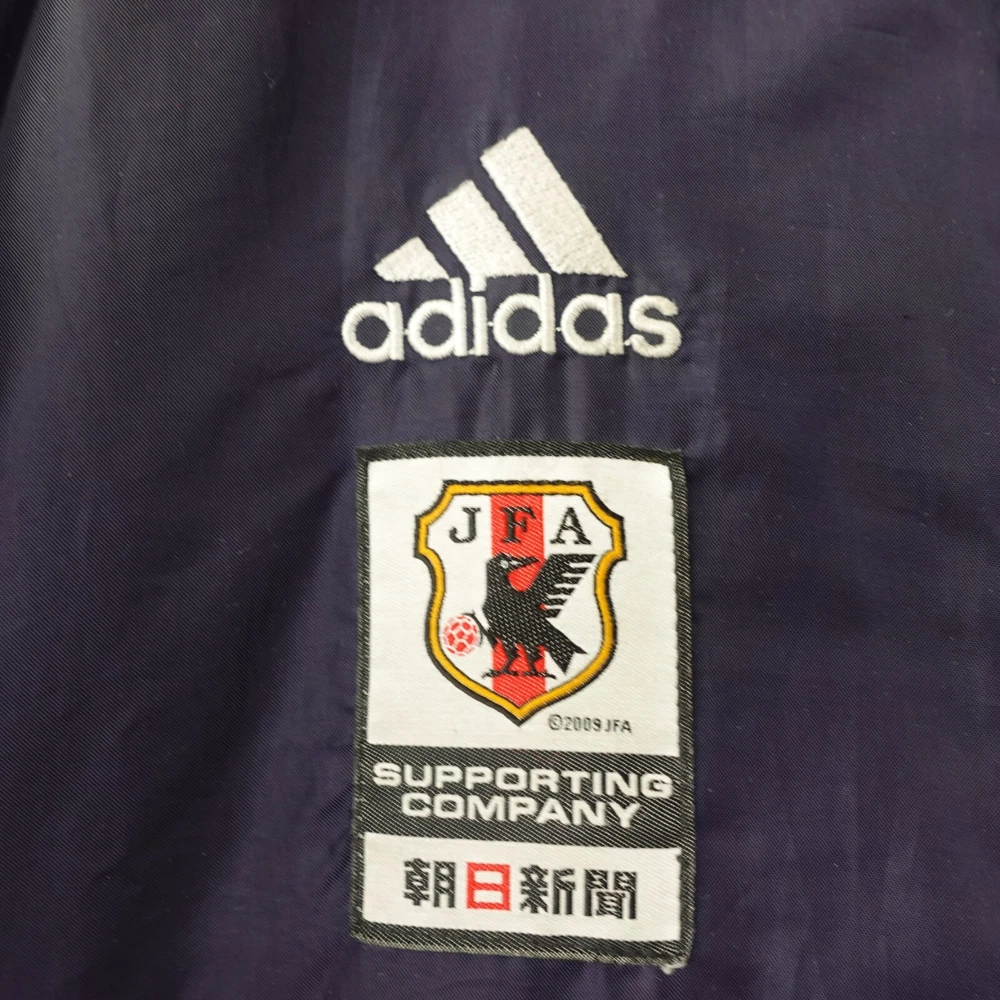 adidas
JFA
©2009 JFA
SUPPORTING
COMPANY
朝日新聞